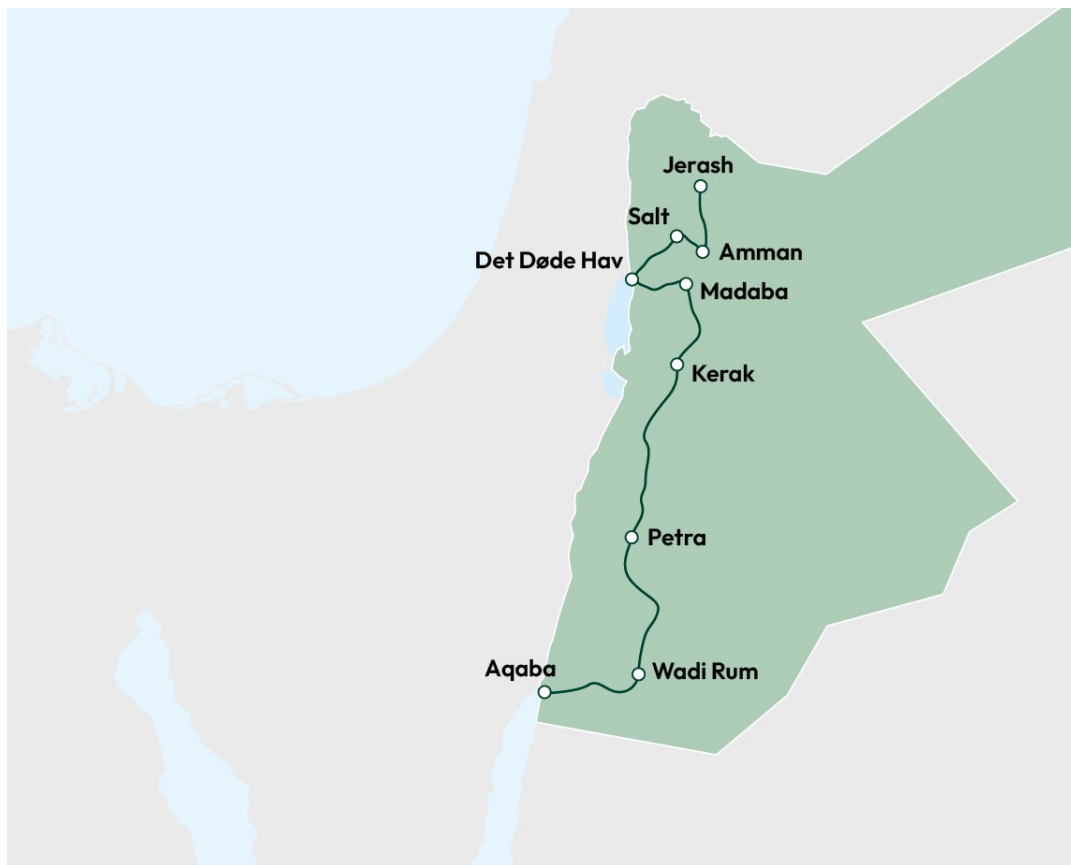 Jerash
Salt
Amman
Det Døde Hav
Madaba
Kerak
Petra
Aqaba
Wadi Rum